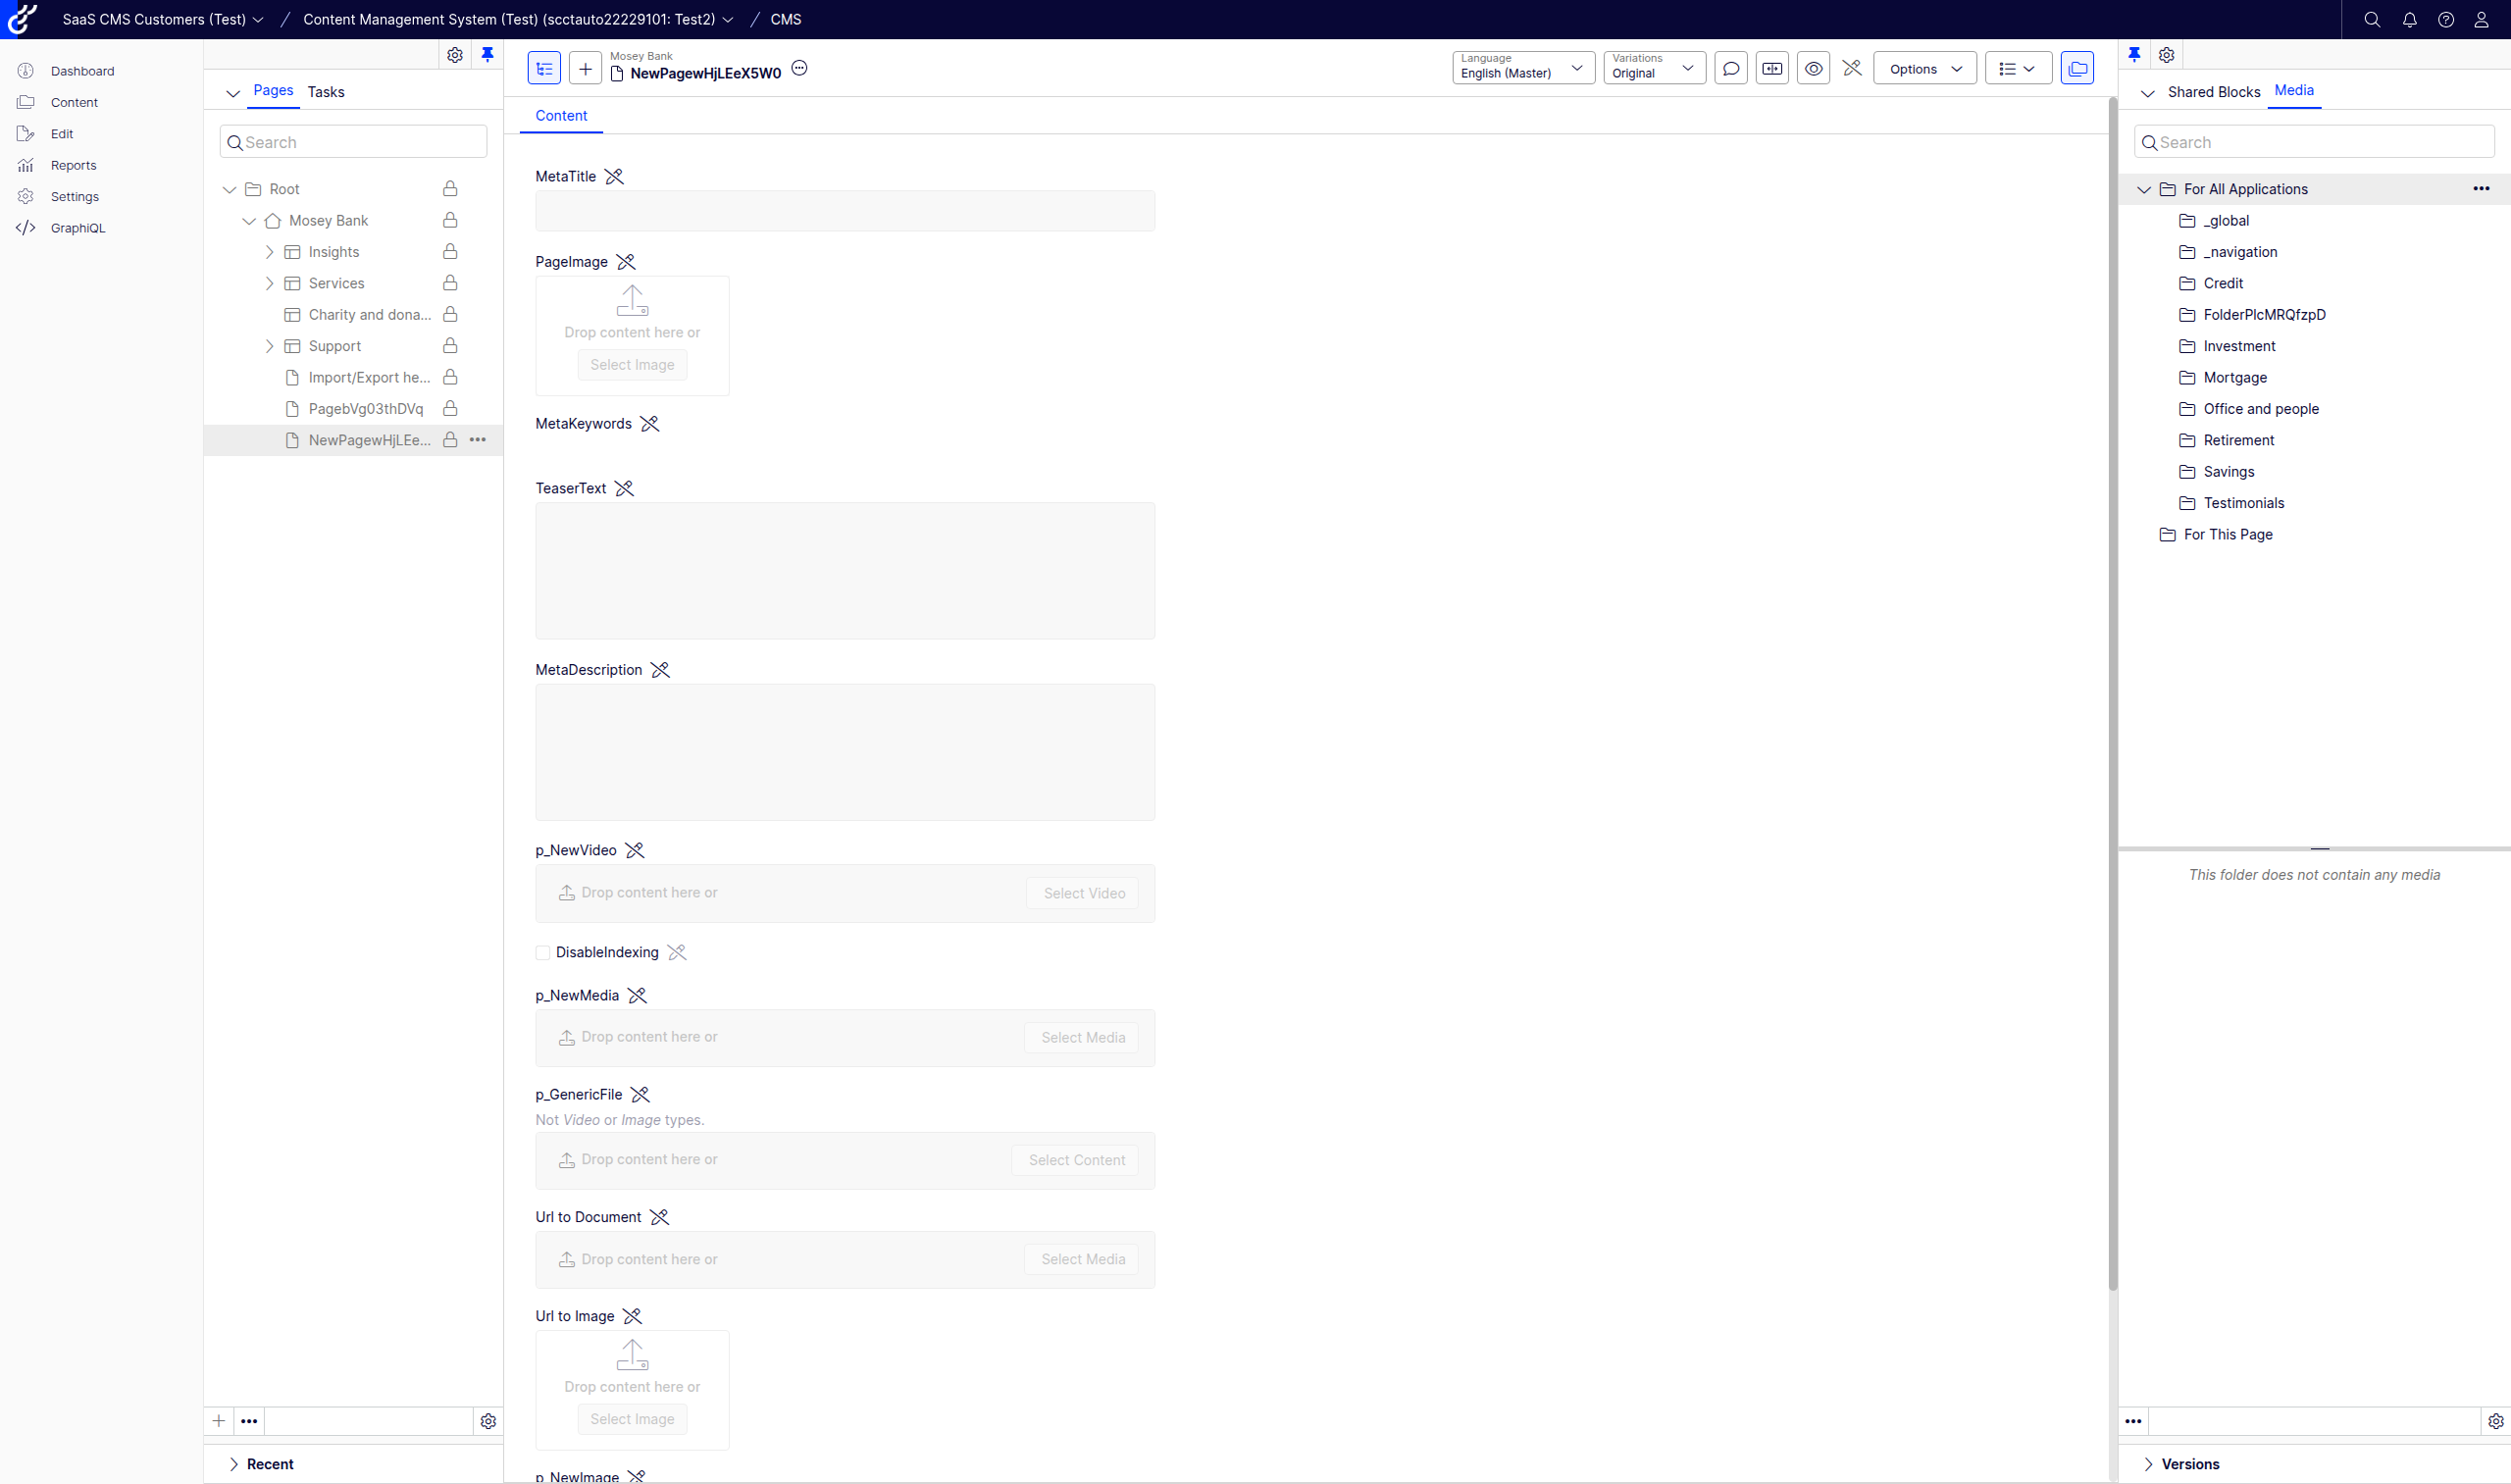 SaaS CMS Customers (Test) / Content Management System (Test) (scctauto22229101: Test2) / CMS
Dashboard
Content
Edit
Reports
Settings
GraphiQL
Pages Tasks
Search
Root
Mosey Bank
Insights
Services
Charity and dona...
Support
Import/Export he...
PagebVg03thDVq
NewPagewHjLEe...
Recent
Mosey Bank
NewPagewHjLEeX5W0
Language
English (Master)
Variations
Original
Options
Content
MetaTitle
PageImage
Drop content here or
Select Image
MetaKeywords
TeaserText
MetaDescription
p_NewVideo
Drop content here or Select Video
DisableIndexing
p_NewMedia
Drop content here or Select Media
p_GenericFile
Not Video or Image types.
Drop content here or Select Content
Url to Document
Drop content here or Select Media
Url to Image
Drop content here or
Select Image
p_NewImage
Shared Blocks Media
Search
For All Applications
_global
_navigation
Credit
FolderPlcMRQfzpD
Investment
Mortgage
Office and people
Retirement
Savings
Testimonials
For This Page
This folder does not contain any media
Versions